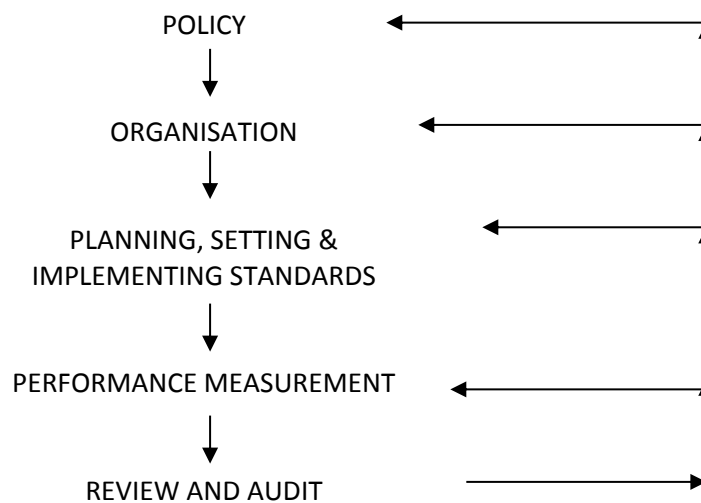 POLICY
ORGANISATION
PLANNING, SETTING &
IMPLEMENTING STANDARDS
PERFORMANCE MEASUREMENT
REVIEW AND AUDIT